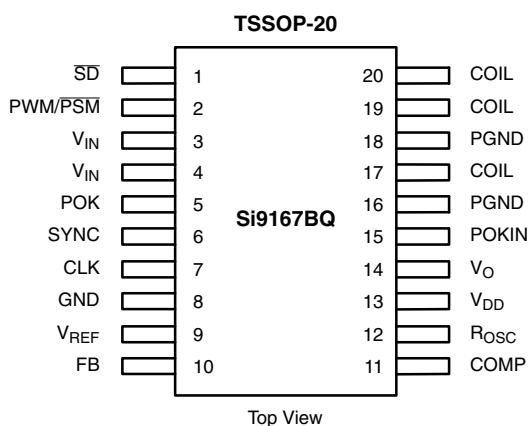 TSSOP-20
SD 1 20 COIL
PWM/PSM 2 19 COIL
VIN 3 18 PGND
VIN 4 17 COIL
POK 5 16 PGND
Si9167BQ
SYNC 6 15 POKIN
CLK 7 14 VO
GND 8 13 VDD
VREF 9 12 ROSC
FB 10 11 COMP
Top View